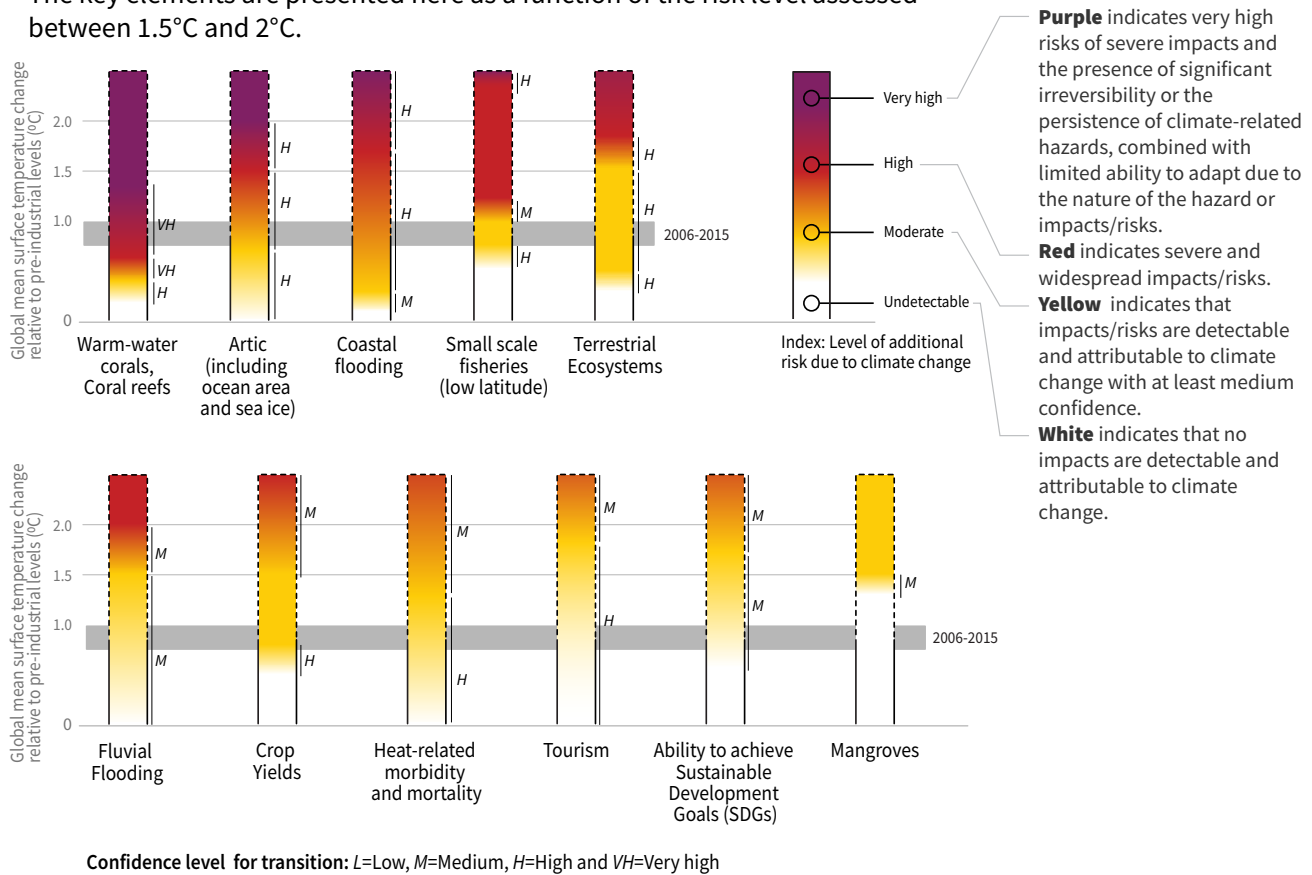 The key elements are presented here as a function of the risk level assessed
between 1.5°C and 2°C.
Global mean surface temperature change
relative to pre-industrial levels (⁰C)
2.0
1.5
1.0
0
H
VH
VH
H
H
H
H
H
H
M
H
M
H
H
H
H
2006-2015
Warm-water
corals,
Coral reefs
Artic
(including
ocean area
and sea ice)
Coastal
flooding
Small scale
fisheries
(low latitude)
Terrestrial
Ecosystems
Very high
High
Moderate
Undetectable
Index: Level of additional
risk due to climate change
Purple indicates very high
risks of severe impacts and
the presence of significant
irreversibility or the
persistence of climate-related
hazards, combined with
limited ability to adapt due to
the nature of the hazard or
impacts/risks.
Red indicates severe and
widespread impacts/risks.
Yellow indicates that
impacts/risks are detectable
and attributable to climate
change with at least medium
confidence.
White indicates that no
impacts are detectable and
attributable to climate
change.
Global mean surface temperature change
relative to pre-industrial levels (⁰C)
2.0
1.5
1.0
0
M
M
M
H
M
H
M
H
M
M
M
2006-2015
Fluvial
Flooding
Crop
Yields
Heat-related
morbidity
and mortality
Tourism
Ability to achieve
Sustainable
Development
Goals (SDGs)
Mangroves
Confidence level for transition: L=Low, M=Medium, H=High and VH=Very high